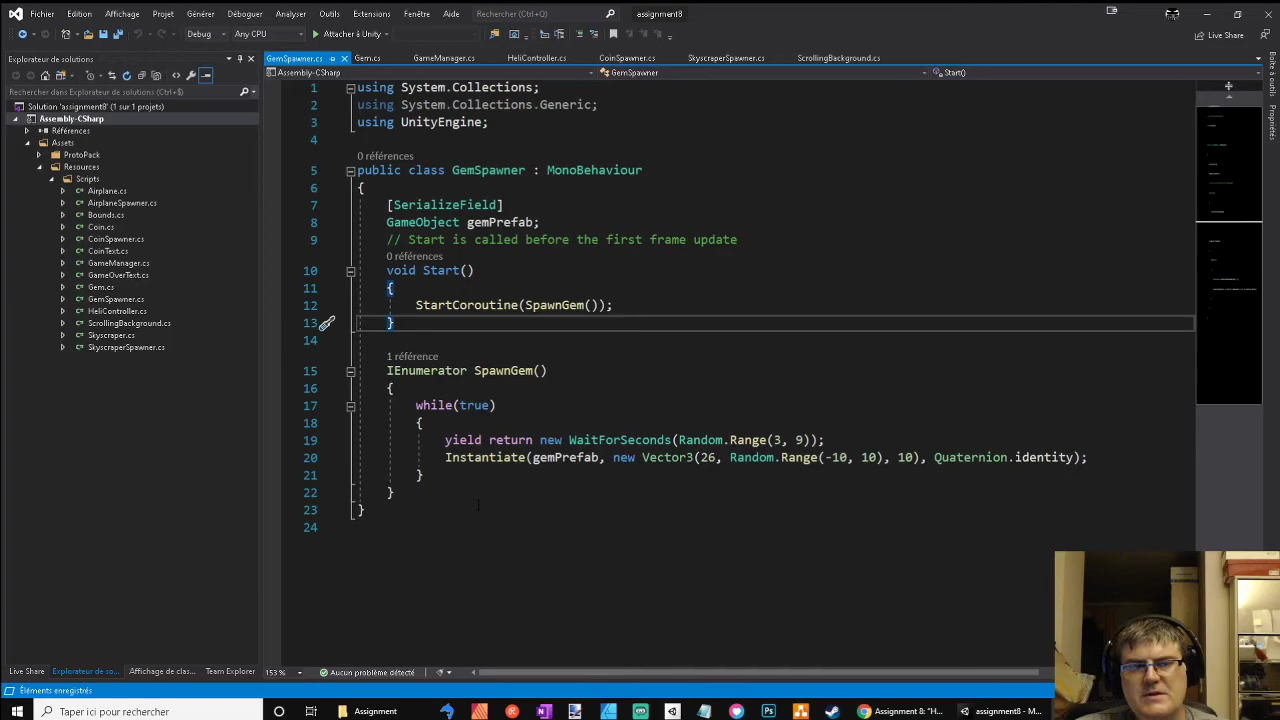 Fichier Edition Affichage Projet Générer Déboguer Analyser Outils Extensions Fenêtre Aide Rechercher (Ctrl+Q) assignment8
Debug Any CPU Attacher à Unity Live Share
Explorateur de solutions
GemSpawner.cs Gem.cs GameManager.cs HeliController.cs CoinSpawner.cs SkyscraperSpawner.cs ScrollingBackground.cs
Assembly-CSharp GemSpawner Start()
Rechercher dans Explorateur de solutions (Ctrl+$)
Solution 'assignment8' (1 sur 1 projets)
Assembly-CSharp
Références
Assets
ProtoPack
Resources
Scripts
Airplane.cs
AirplaneSpawner.cs
Bounds.cs
Coin.cs
CoinSpawner.cs
CoinText.cs
GameManager.cs
GameOverText.cs
Gem.cs
GemSpawner.cs
HeliController.cs
ScrollingBackground.cs
Skyscraper.cs
SkyscraperSpawner.cs
1 using System.Collections;
2 using System.Collections.Generic;
3 using UnityEngine;
4
0 références
5 public class GemSpawner : MonoBehaviour
6 {
7 [SerializeField]
8 GameObject gemPrefab;
9 // Start is called before the first frame update
0 références
10 void Start()
11 {
12 StartCoroutine(SpawnGem());
13 }
14
1 référence
15 IEnumerator SpawnGem()
16 {
17 while(true)
18 {
19 yield return new WaitForSeconds(Random.Range(3, 9));
20 Instantiate(gemPrefab, new Vector3(26, Random.Range(-10, 10), 10), Quaternion.identity);
21 }
22 }
23 }
24
Boîte à outils
Propriétés
Live Share Explorateur de so... Affichage de clas... Team Explorer
153 % Aucun problème détecté
Éléments enregistrés
Taper ici pour rechercher Assignment Assignment 8: "H... assignment8 - M...